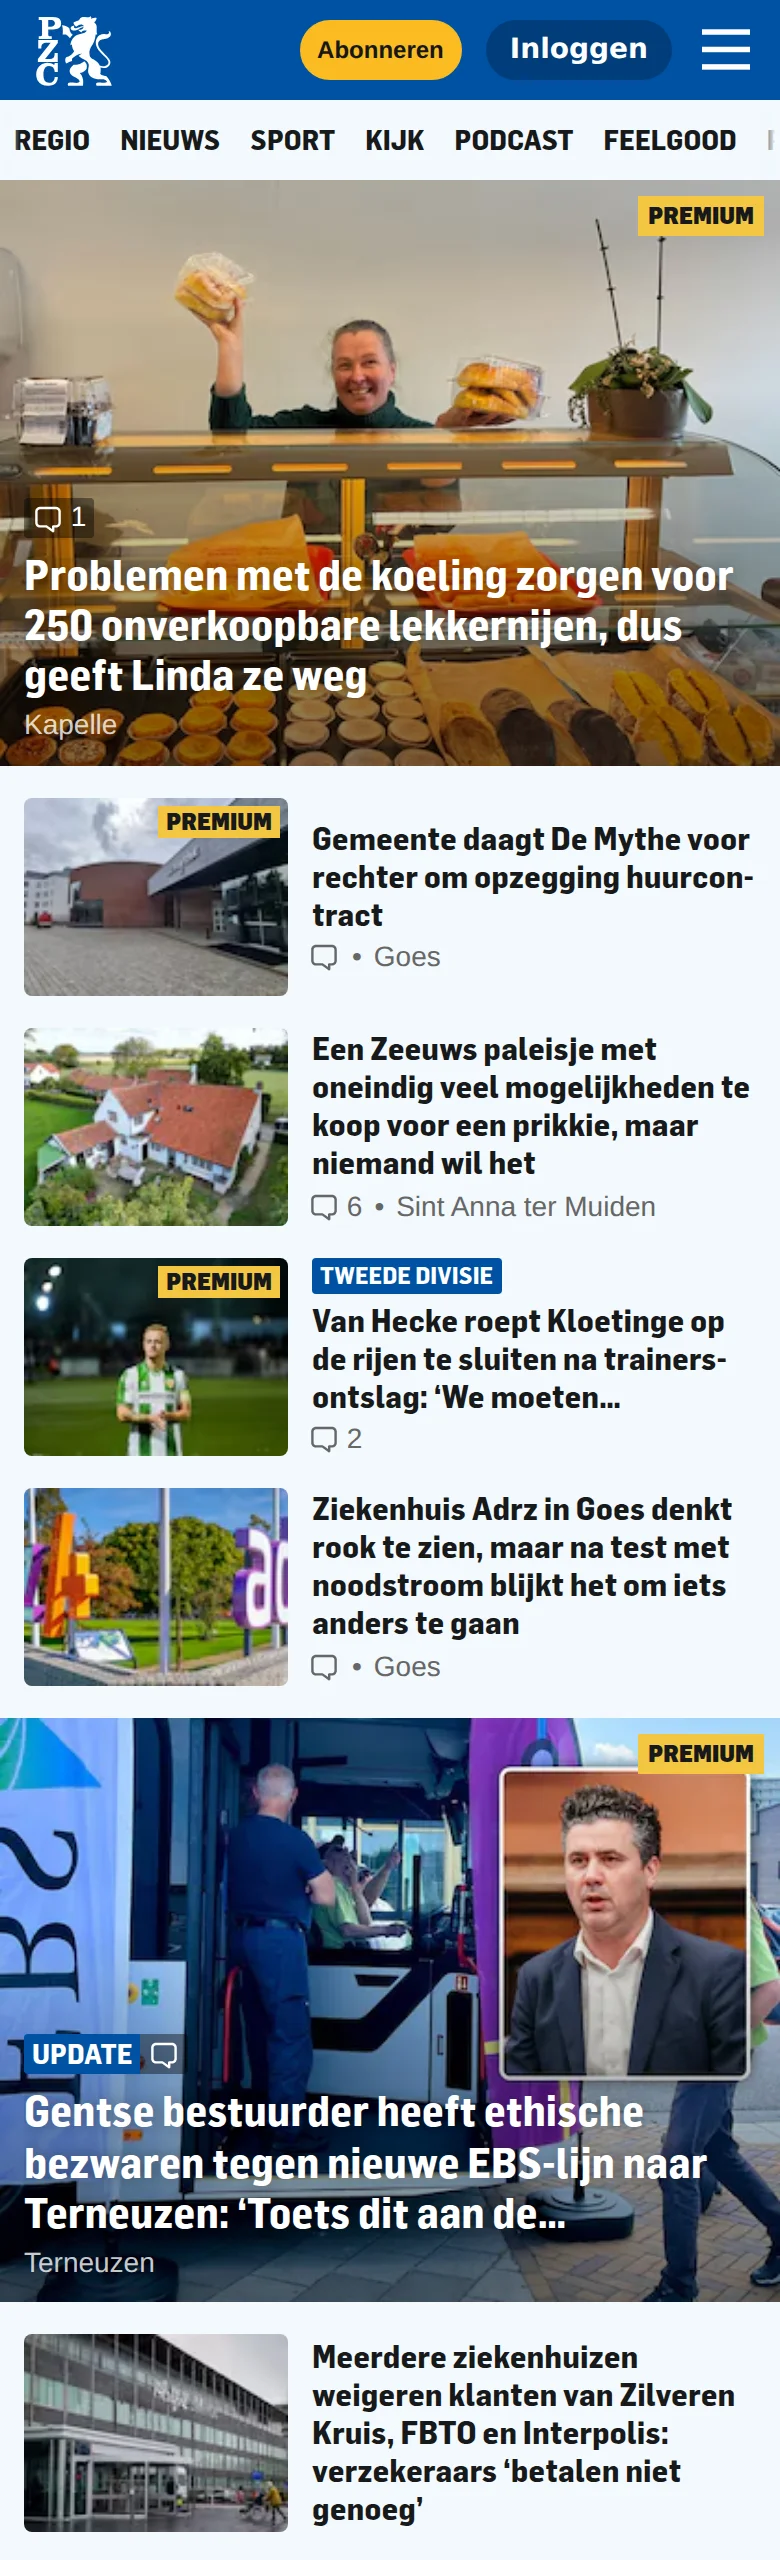 PZC
Abonneren
Inloggen
REGIO NIEUWS SPORT KIJK PODCAST FEELGOOD
PREMIUM
1
Problemen met de koeling zorgen voor
250 onverkoopbare lekkernijen, dus
geeft Linda ze weg
Kapelle
PREMIUM
Gemeente daagt De Mythe voor
rechter om opzegging huurcon-
tract
• Goes
Een Zeeuws paleisje met
oneindig veel mogelijkheden te
koop voor een prikkie, maar
niemand wil het
6 • Sint Anna ter Muiden
PREMIUM
TWEEDE DIVISIE
Van Hecke roept Kloetinge op
de rijen te sluiten na trainers-
ontslag: ‘We moeten...
2
Ziekenhuis Adrz in Goes denkt
rook te zien, maar na test met
noodstroom blijkt het om iets
anders te gaan
• Goes
PREMIUM
EBS
UPDATE
Gentse bestuurder heeft ethische
bezwaren tegen nieuwe EBS-lijn naar
Terneuzen: ‘Toets dit aan de...
Terneuzen
Meerdere ziekenhuizen
weigeren klanten van Zilveren
Kruis, FBTO en Interpolis:
verzekeraars ‘betalen niet
genoeg’